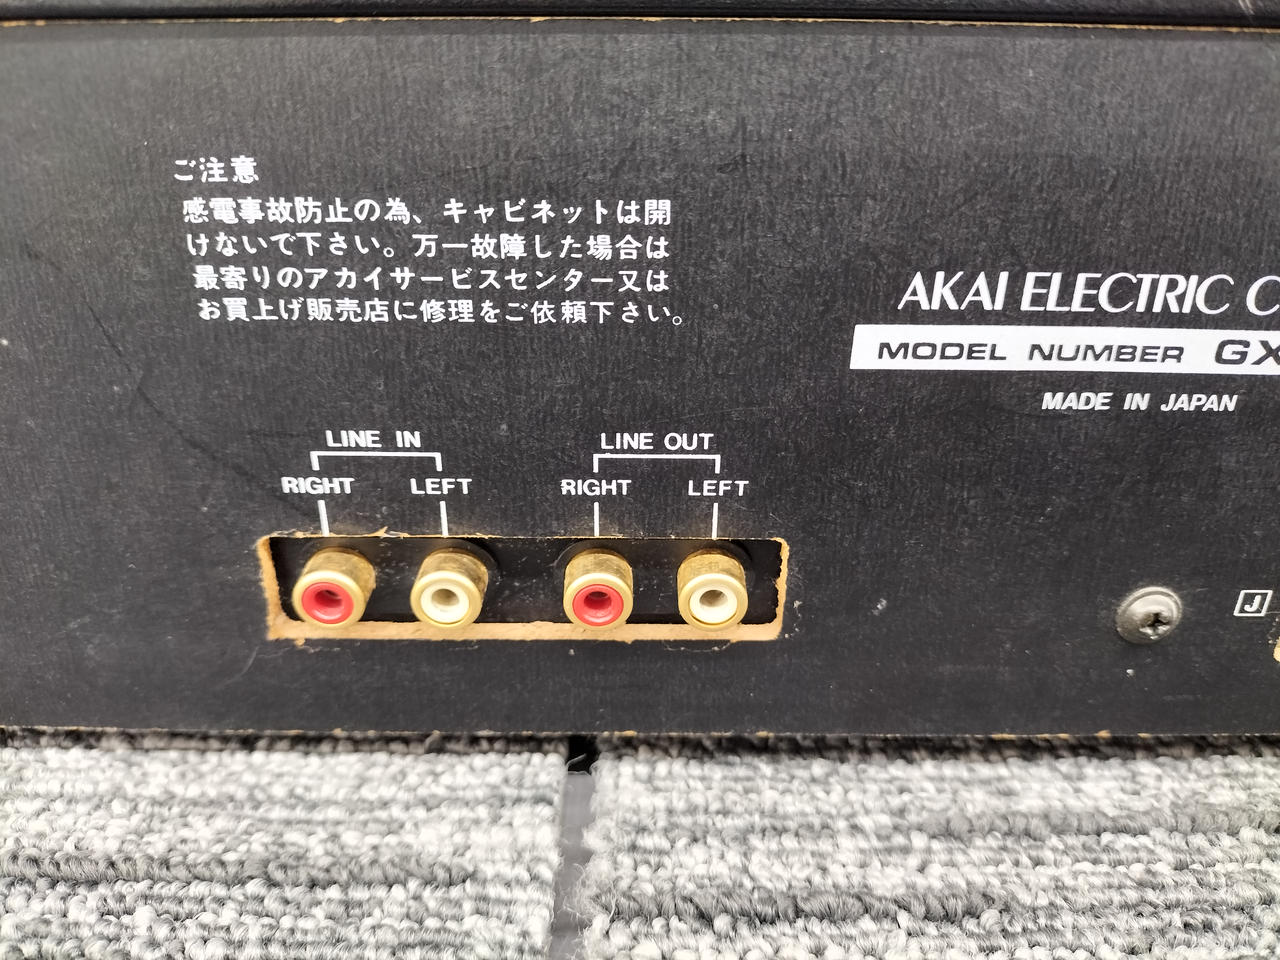 ご注意
感電事故防止の為、キャビネットは開
けないで下さい。万一故障した場合は
最寄りのアカイサービスセンター又は
お買上げ販売店に修理をご依頼下さい。
AKAI ELECTRIC C
MODEL NUMBER GX
MADE IN JAPAN
LINE IN
RIGHT LEFT
LINE OUT
RIGHT LEFT
J